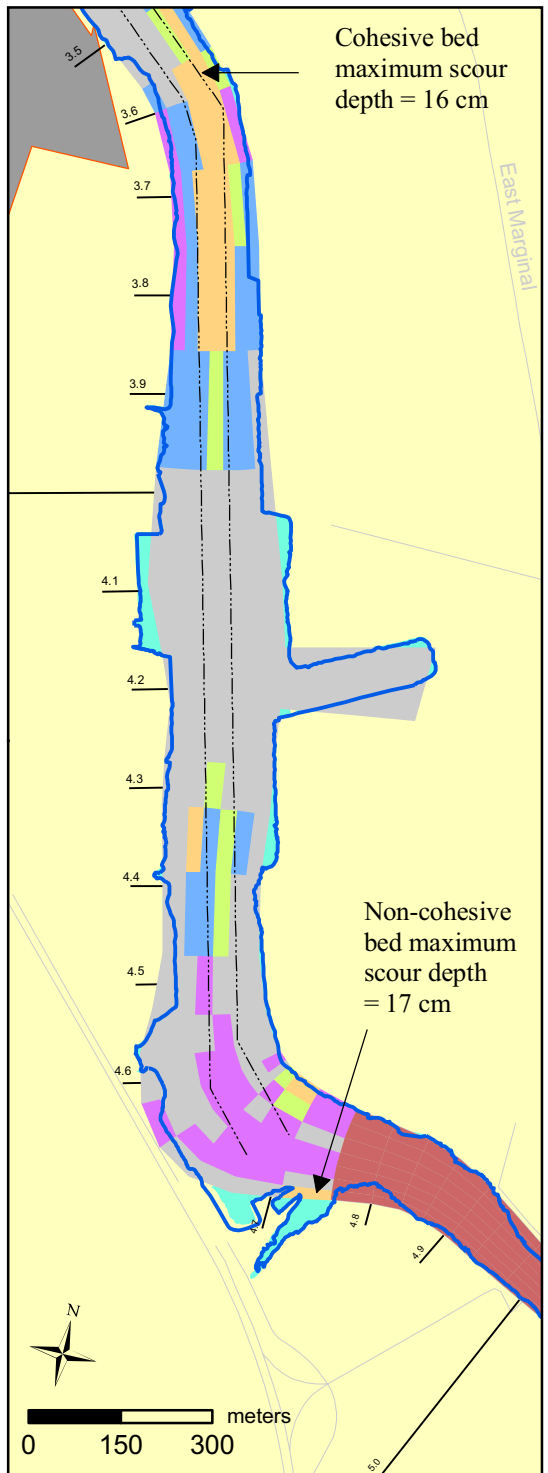 3.5
Cohesive bed
maximum scour
depth = 16 cm
3.6
East Marginal
3.7
3.8
3.9
4.1
4.2
4.3
4.4
Non-cohesive
bed maximum
scour depth
= 17 cm
4.5
4.6
4.7
4.8
4.9
N
meters
0 150 300
5.0